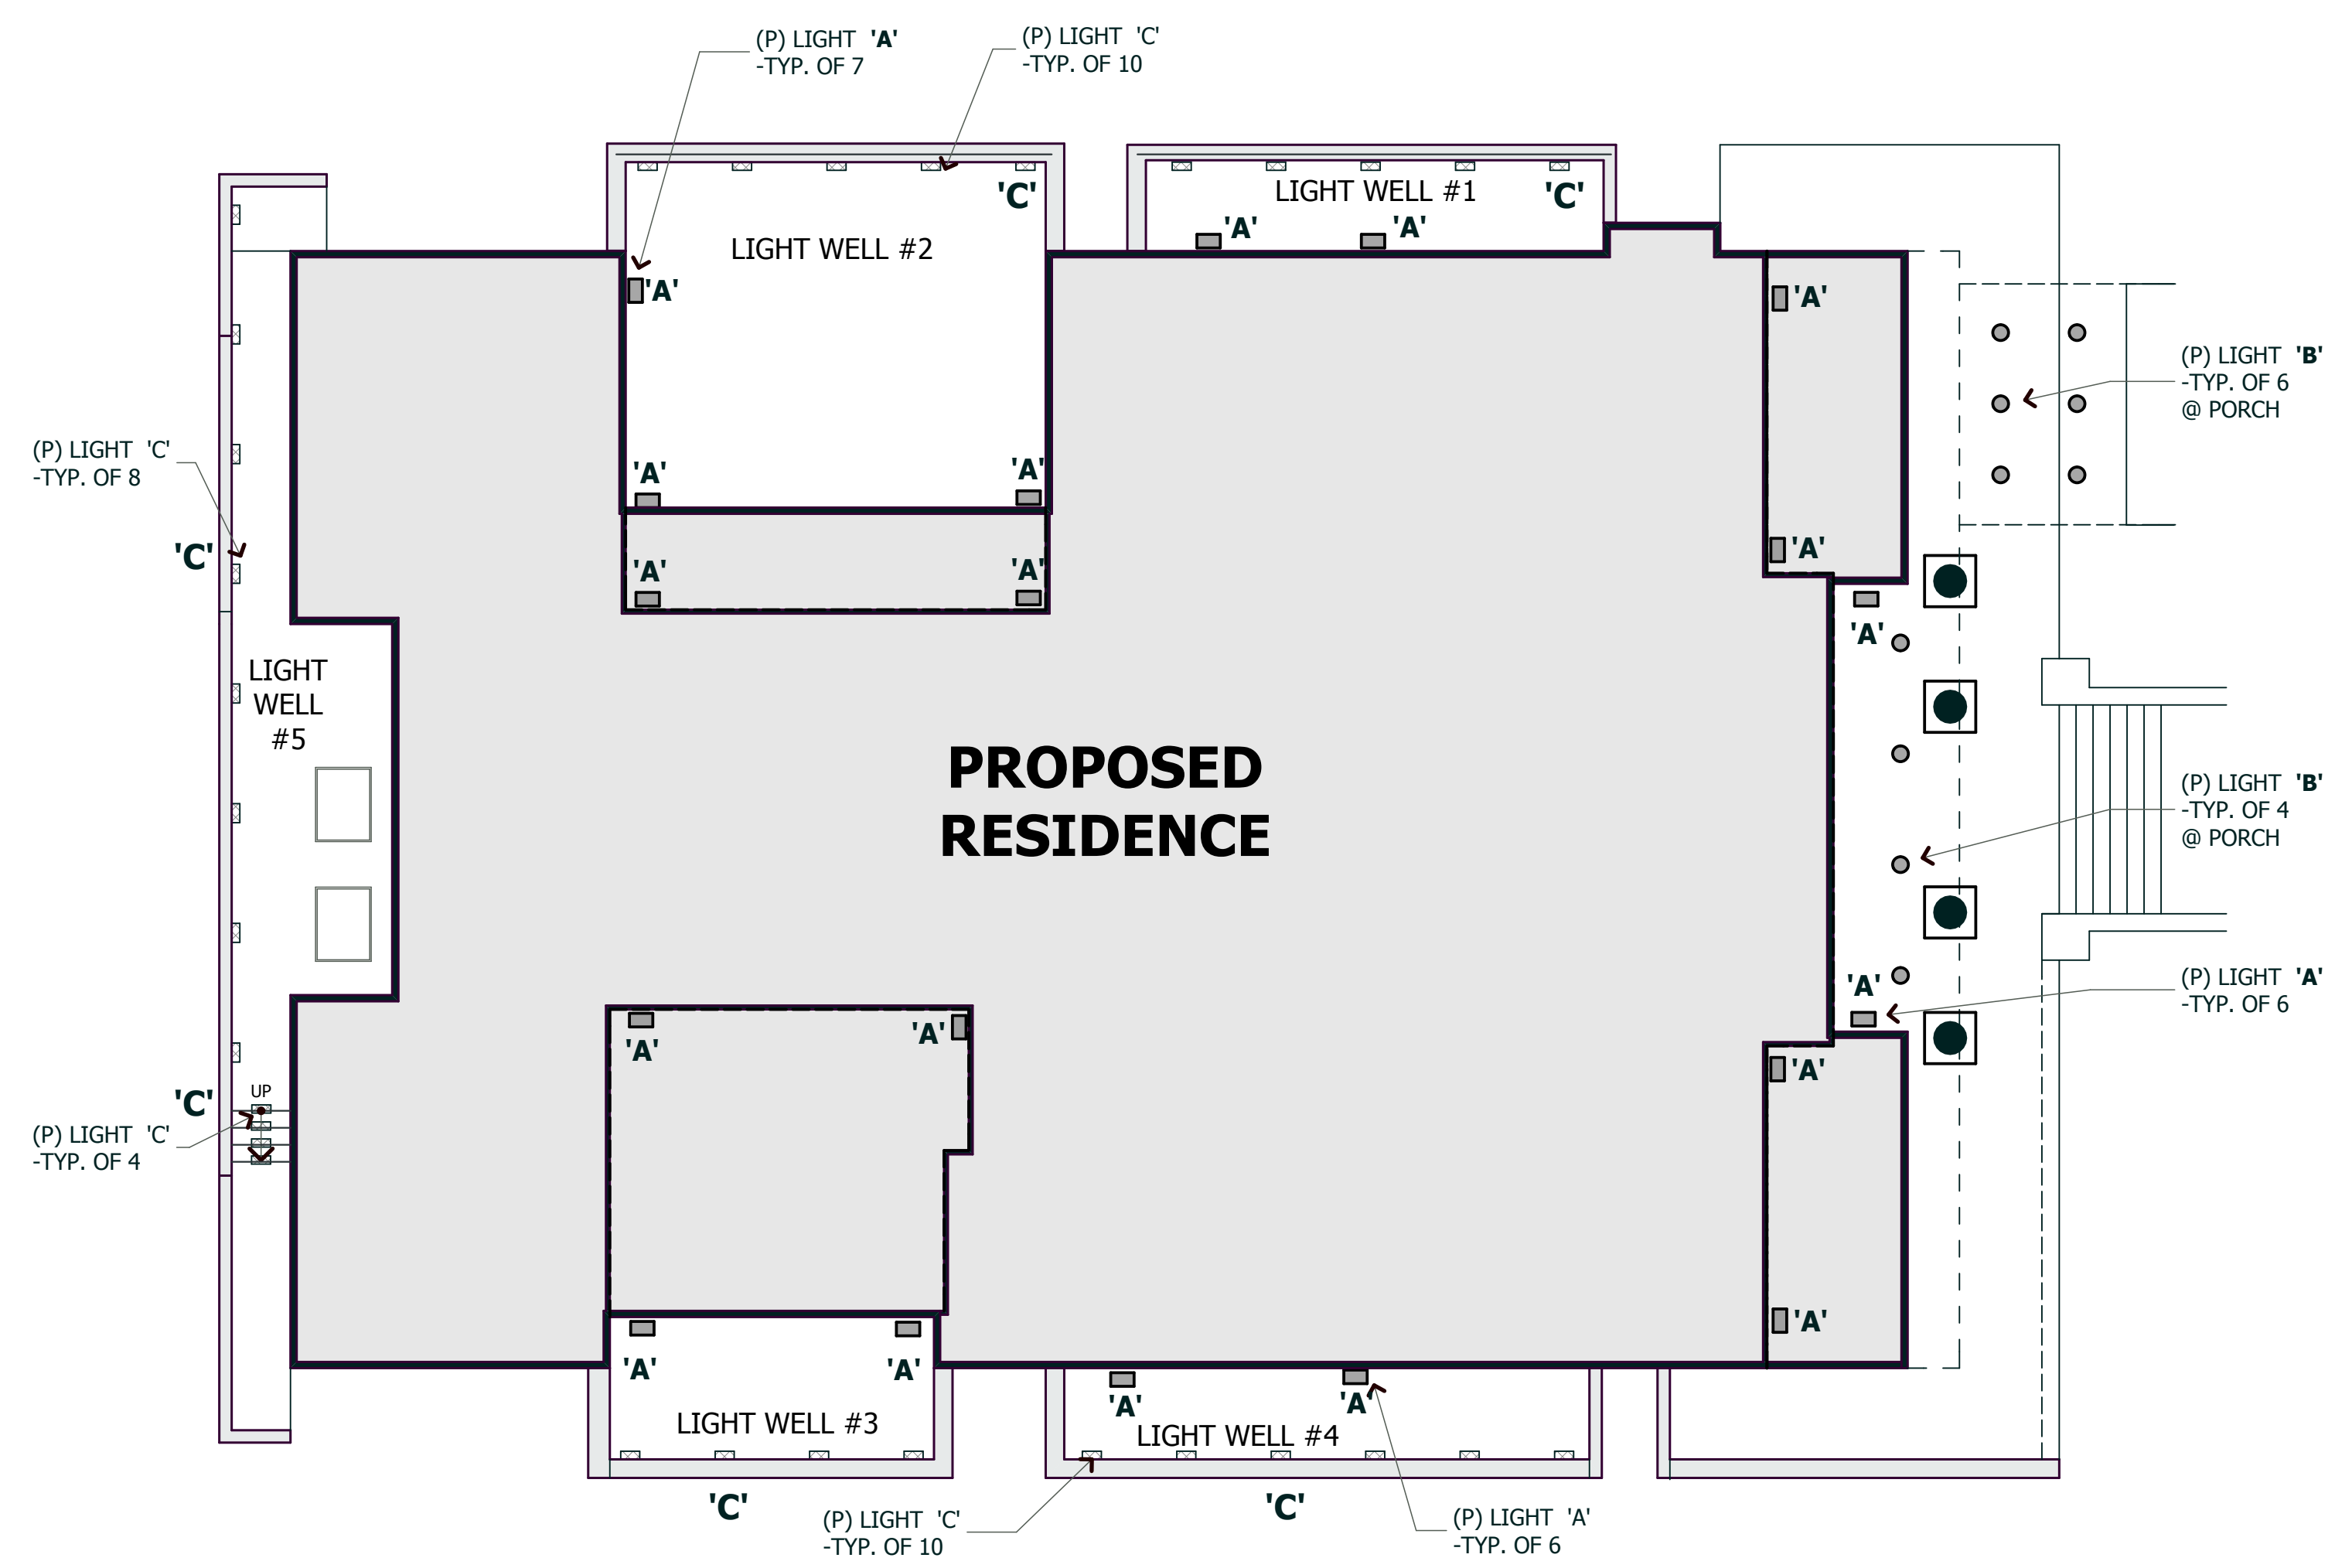 (P) LIGHT 'A'
-TYP. OF 7
(P) LIGHT 'C'
-TYP. OF 10
'C'
LIGHT WELL #1
'C'
'A'
'A'
LIGHT WELL #2
'A'
'A'
(P) LIGHT 'B'
-TYP. OF 6
@ PORCH
(P) LIGHT 'C'
-TYP. OF 8
'A'
'A'
'C'
'A'
'A'
'A'
'A'
LIGHT
WELL
#5
PROPOSED
RESIDENCE
(P) LIGHT 'B'
-TYP. OF 4
@ PORCH
'A'
(P) LIGHT 'A'
-TYP. OF 6
'A'
'A'
'A'
UP
'C'
(P) LIGHT 'C'
-TYP. OF 4
'A'
'A'
'A'
'A'
'A'
LIGHT WELL #3
LIGHT WELL #4
'C'
'C'
(P) LIGHT 'C'
-TYP. OF 10
(P) LIGHT 'A'
-TYP. OF 6